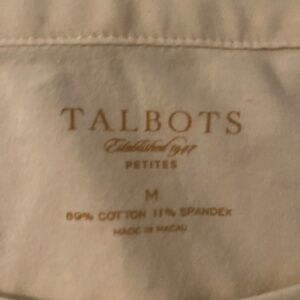 TALBOTS
Established 1947
PETITES
M
89% COTTON 11% SPANDEX
MADE IN MACAU